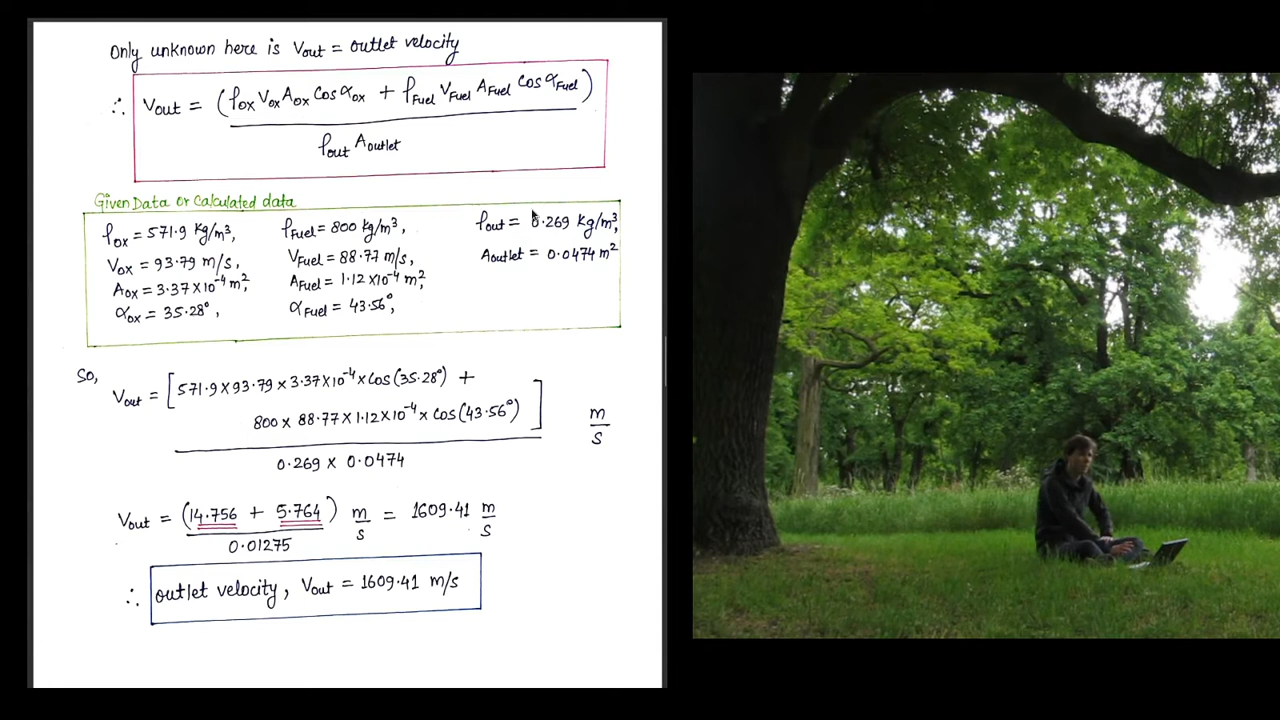 Only unknown here is Vout = outlet velocity
∴ Vout = (ρox Vox Aox Cos αox + ρFuel VFuel AFuel Cos αFuel)
ρout Aoutlet
Given Data or Calculated data
ρox = 571.9 Kg/m³, ρFuel = 800 kg/m³, ρout = 0.269 Kg/m³,
Vox = 93.79 m/s, VFuel = 88.77 m/s, Aoutlet = 0.0474 m²
Aox = 3.37×10⁻⁴ m², AFuel = 1.12×10⁻⁴ m²,
αox = 35.28°, αFuel = 43.56°,
So,
Vout = [571.9 × 93.79 × 3.37×10⁻⁴ × Cos(35.28°) +
800 × 88.77 × 1.12×10⁻⁴ × Cos(43.56°)] m/s
0.269 × 0.0474
Vout = (14.756 + 5.764) m/s = 1609.41 m/s
0.01275
∴ outlet velocity, Vout = 1609.41 m/s